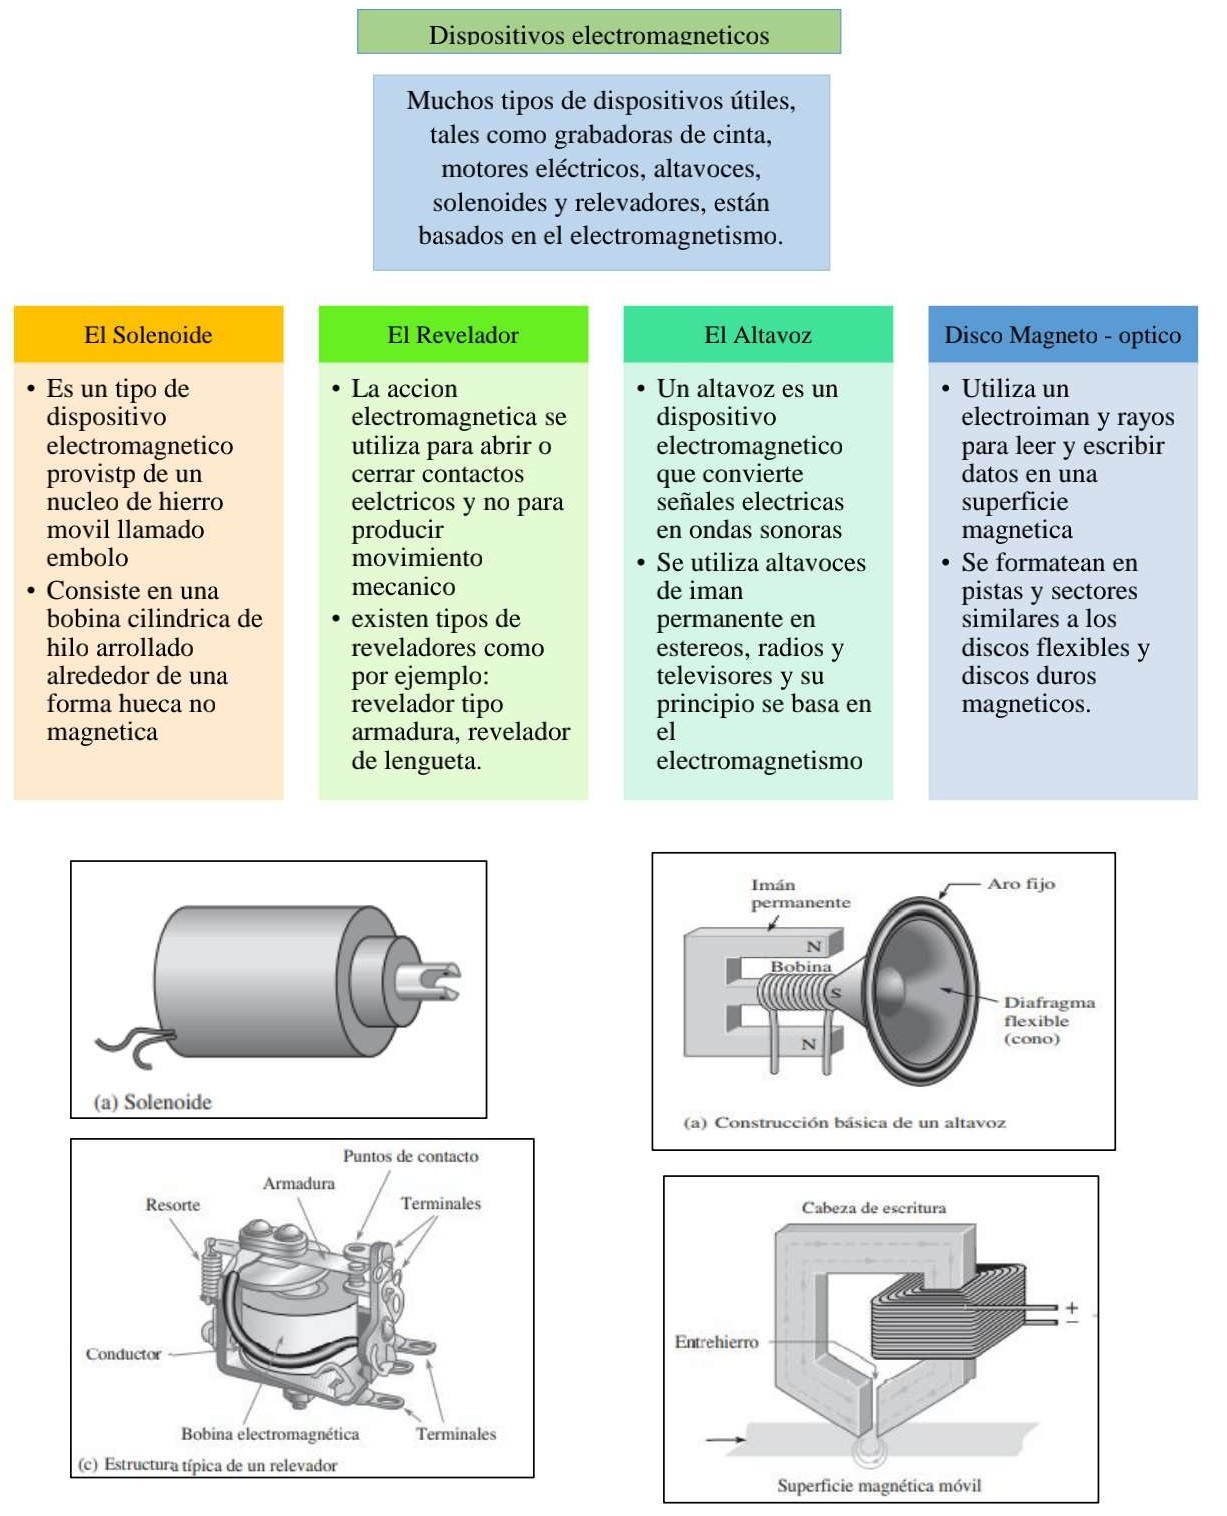 Dispositivos electromagneticos
Muchos tipos de dispositivos útiles,
tales como grabadoras de cinta,
motores eléctricos, altavoces,
solenoides y relevadores, están
basados en el electromagnetismo.
El Solenoide
• Es un tipo de
dispositivo
electromagnetico
provistp de un
nucleo de hierro
movil llamado
embolo
• Consiste en una
bobina cilindrica de
hilo arrollado
alrededor de una
forma hueca no
magnetica
El Revelador
• La accion
electromagnetica se
utiliza para abrir o
cerrar contactos
eelctricos y no para
producir
movimiento
mecanico
• existen tipos de
reveladores como
por ejemplo:
revelador tipo
armadura, revelador
de lengueta.
El Altavoz
• Un altavoz es un
dispositivo
electromagnetico
que convierte
señales electricas
en ondas sonoras
• Se utiliza altavoces
de iman
permanente en
estereos, radios y
televisores y su
principio se basa en
el
electromagnetismo
Disco Magneto - optico
• Utiliza un
electroiman y rayos
para leer y escribir
datos en una
superficie
magnetica
• Se formatean en
pistas y sectores
similares a los
discos flexibles y
discos duros
magneticos.
(a) Solenoide
Imán
permanente
Aro fijo
N
Bobina
S
N
Diafragma
flexible
(cono)
(a) Construcción básica de un altavoz
Puntos de contacto
Armadura
Resorte
Terminales
Conductor
Bobina electromagnética
Terminales
(c) Estructura típica de un relevador
Cabeza de escritura
+
−
Entrehierro
Superficie magnética móvil